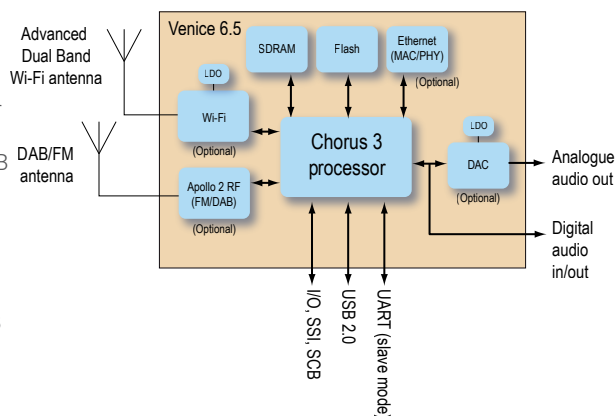 Venice 6.5
Advanced
Dual Band
Wi-Fi antenna
SDRAM
Flash
Ethernet
(MAC/PHY)
(Optional)
LDO
Wi-Fi
(Optional)
Chorus 3
processor
LDO
DAC
(Optional)
B
DAB/FM
antenna
Apollo 2 RF
(FM/DAB)
(Optional)
Analogue
audio out
Digital
audio
in/out
I/O, SSI,
SCB
USB 2.0
UART (slave mode)